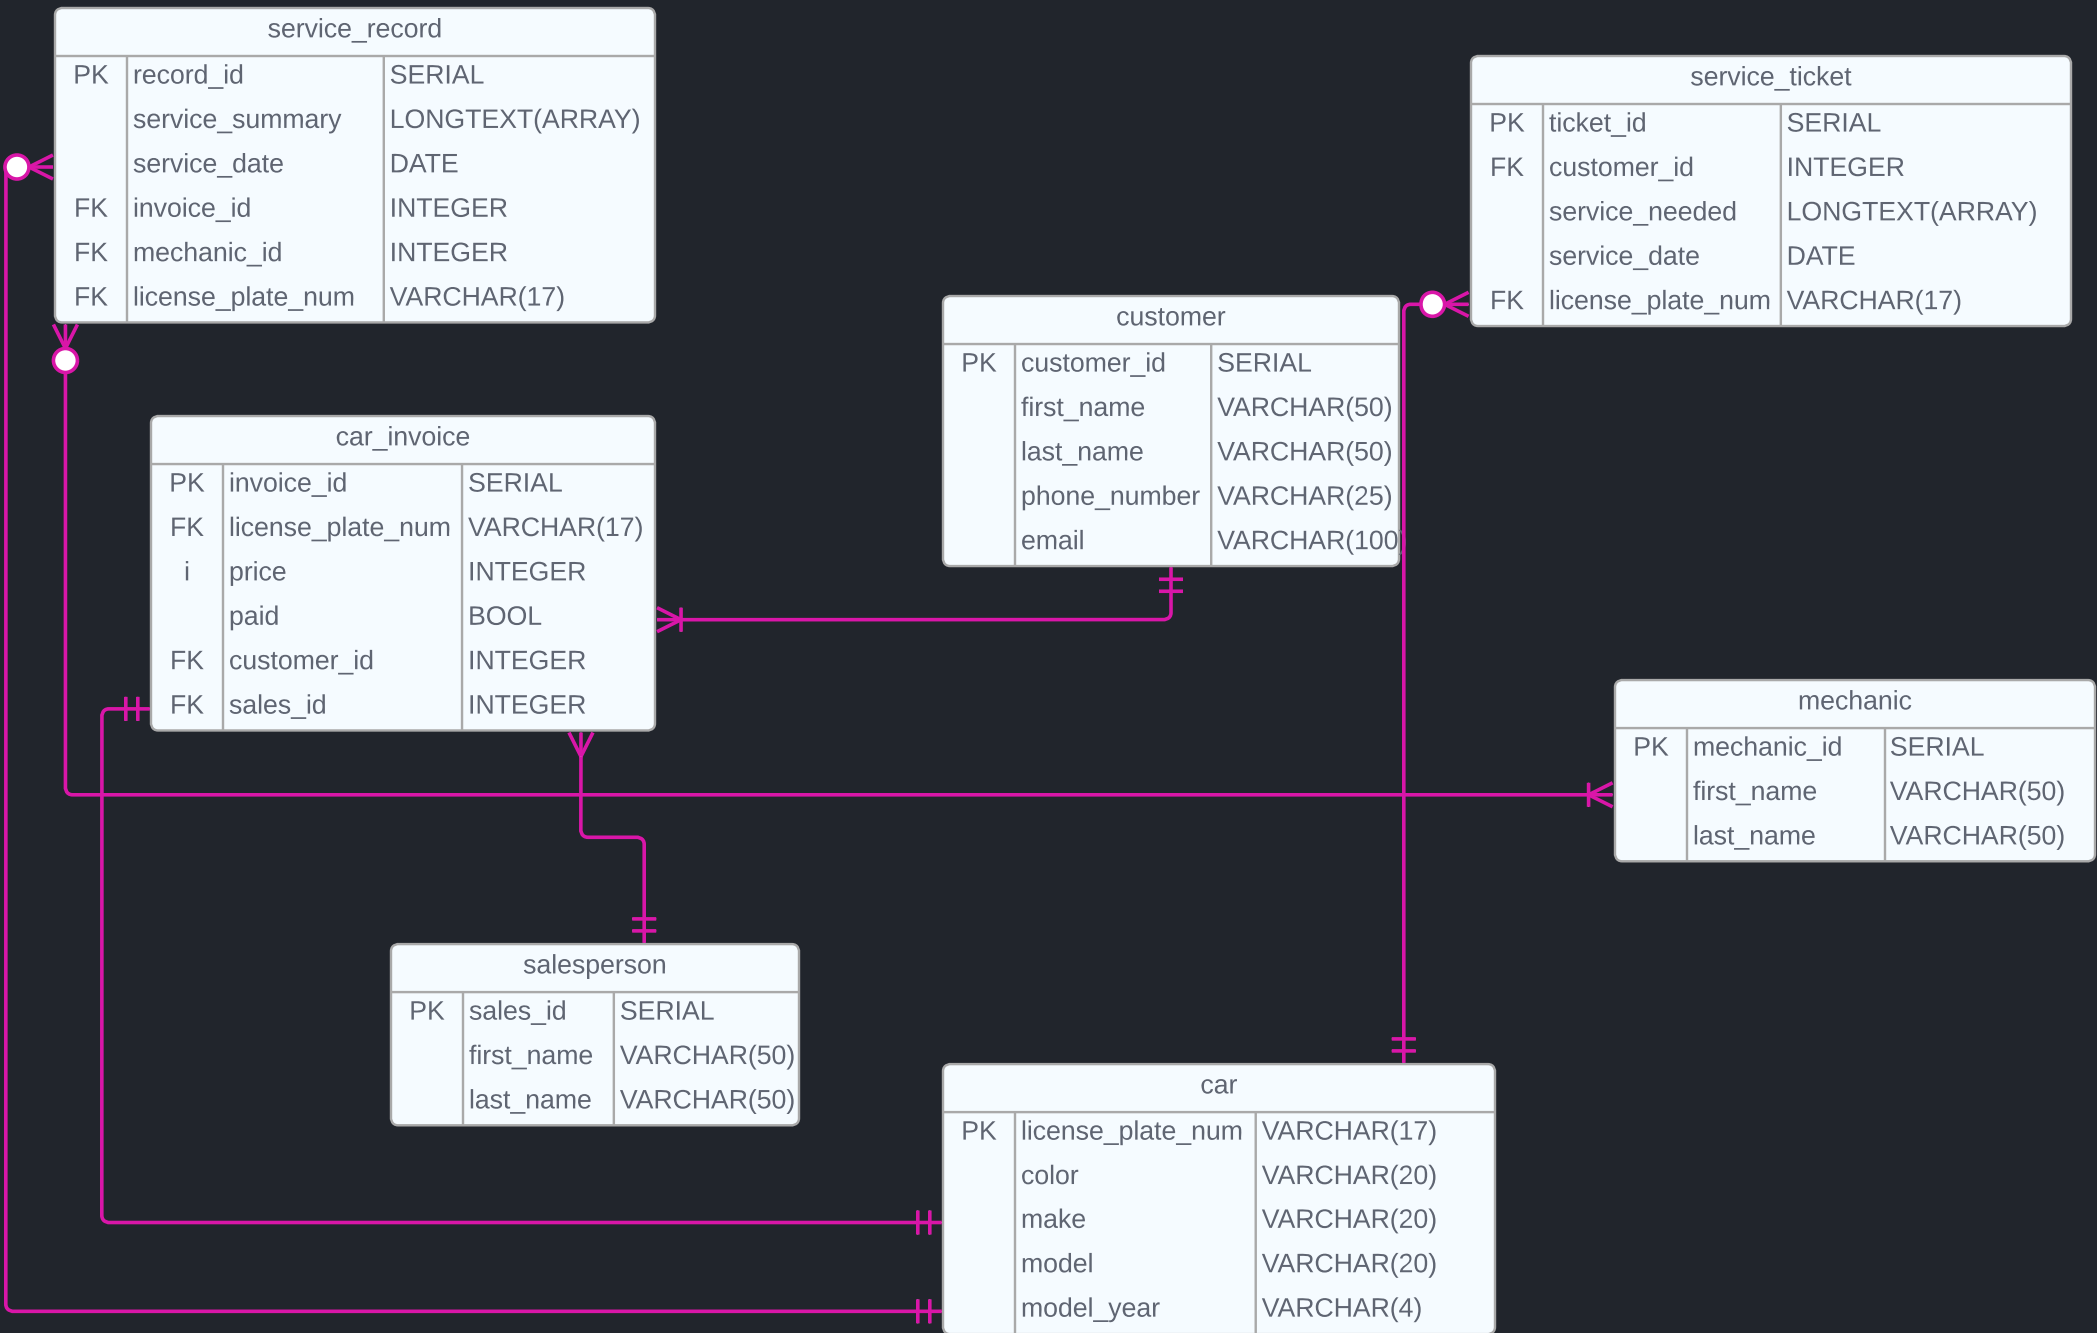 service_record
PK record_id SERIAL
service_summary LONGTEXT(ARRAY)
service_date DATE
FK invoice_id INTEGER
FK mechanic_id INTEGER
FK license_plate_num VARCHAR(17)
service_ticket
PK ticket_id SERIAL
FK customer_id INTEGER
service_needed LONGTEXT(ARRAY)
service_date DATE
FK license_plate_num VARCHAR(17)
customer
PK customer_id SERIAL
first_name VARCHAR(50)
last_name VARCHAR(50)
phone_number VARCHAR(25)
email VARCHAR(100)
car_invoice
PK invoice_id SERIAL
FK license_plate_num VARCHAR(17)
i price INTEGER
paid BOOL
FK customer_id INTEGER
FK sales_id INTEGER
mechanic
PK mechanic_id SERIAL
first_name VARCHAR(50)
last_name VARCHAR(50)
salesperson
PK sales_id SERIAL
first_name VARCHAR(50)
last_name VARCHAR(50)
car
PK license_plate_num VARCHAR(17)
color VARCHAR(20)
make VARCHAR(20)
model VARCHAR(20)
model_year VARCHAR(4)